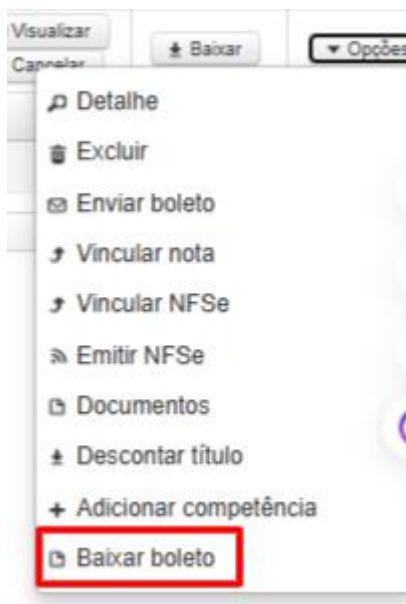 Visualizar
Baixar
Opções
Cancelar
Detalhe
Excluir
Enviar boleto
Vincular nota
Vincular NFSe
Emitir NFSe
Documentos
Descontar título
Adicionar competência
Baixar boleto